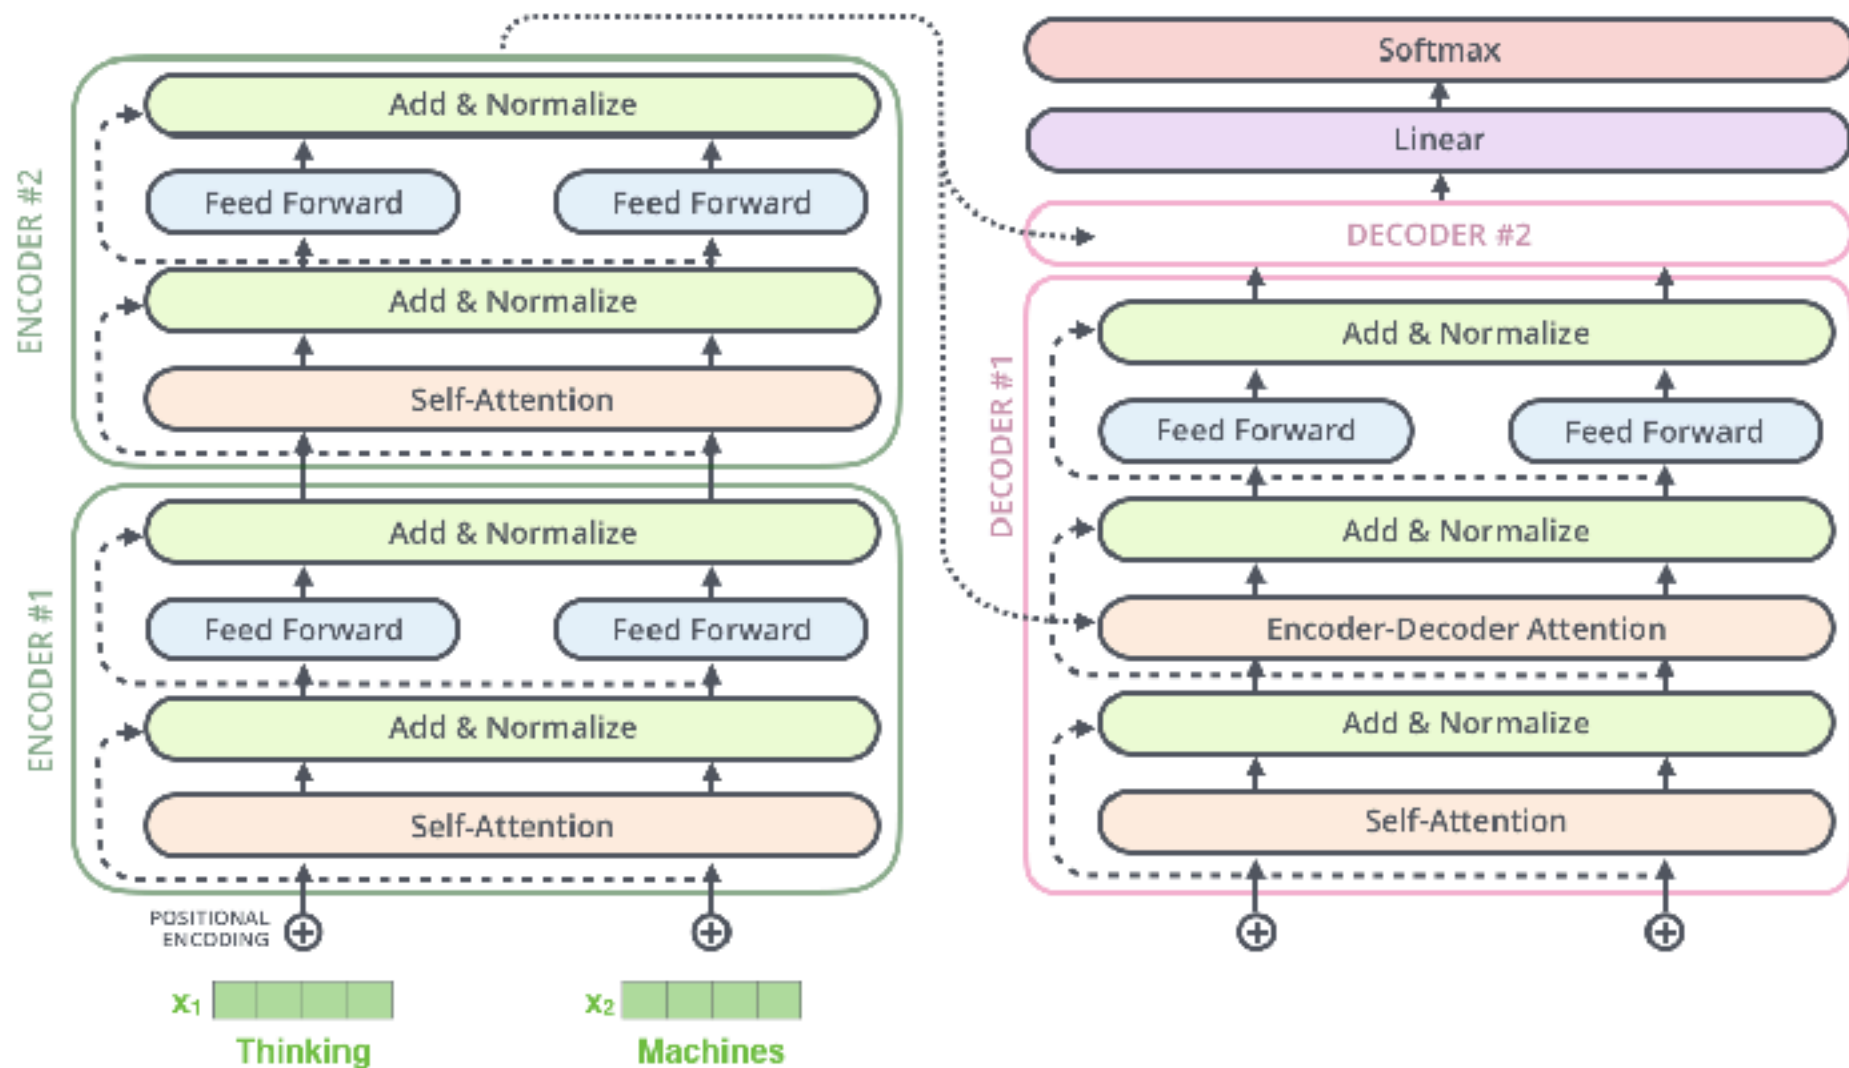 ENCODER #2
Add & Normalize
Feed Forward
Feed Forward
Add & Normalize
Self-Attention
ENCODER #1
Add & Normalize
Feed Forward
Feed Forward
Add & Normalize
Self-Attention
POSITIONAL
ENCODING
x₁
x₂
Thinking
Machines
Softmax
Linear
DECODER #2
DECODER #1
Add & Normalize
Feed Forward
Feed Forward
Add & Normalize
Encoder-Decoder Attention
Add & Normalize
Self-Attention